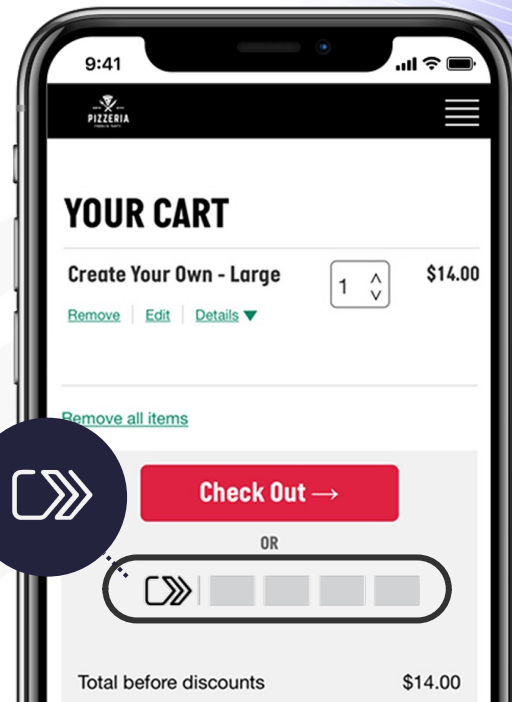 9:41
PIZZERIA
YOUR CART
Create Your Own - Large
1
$14.00
Remove
Edit
Details
Remove all items
Check Out →
OR
Total before discounts
$14.00